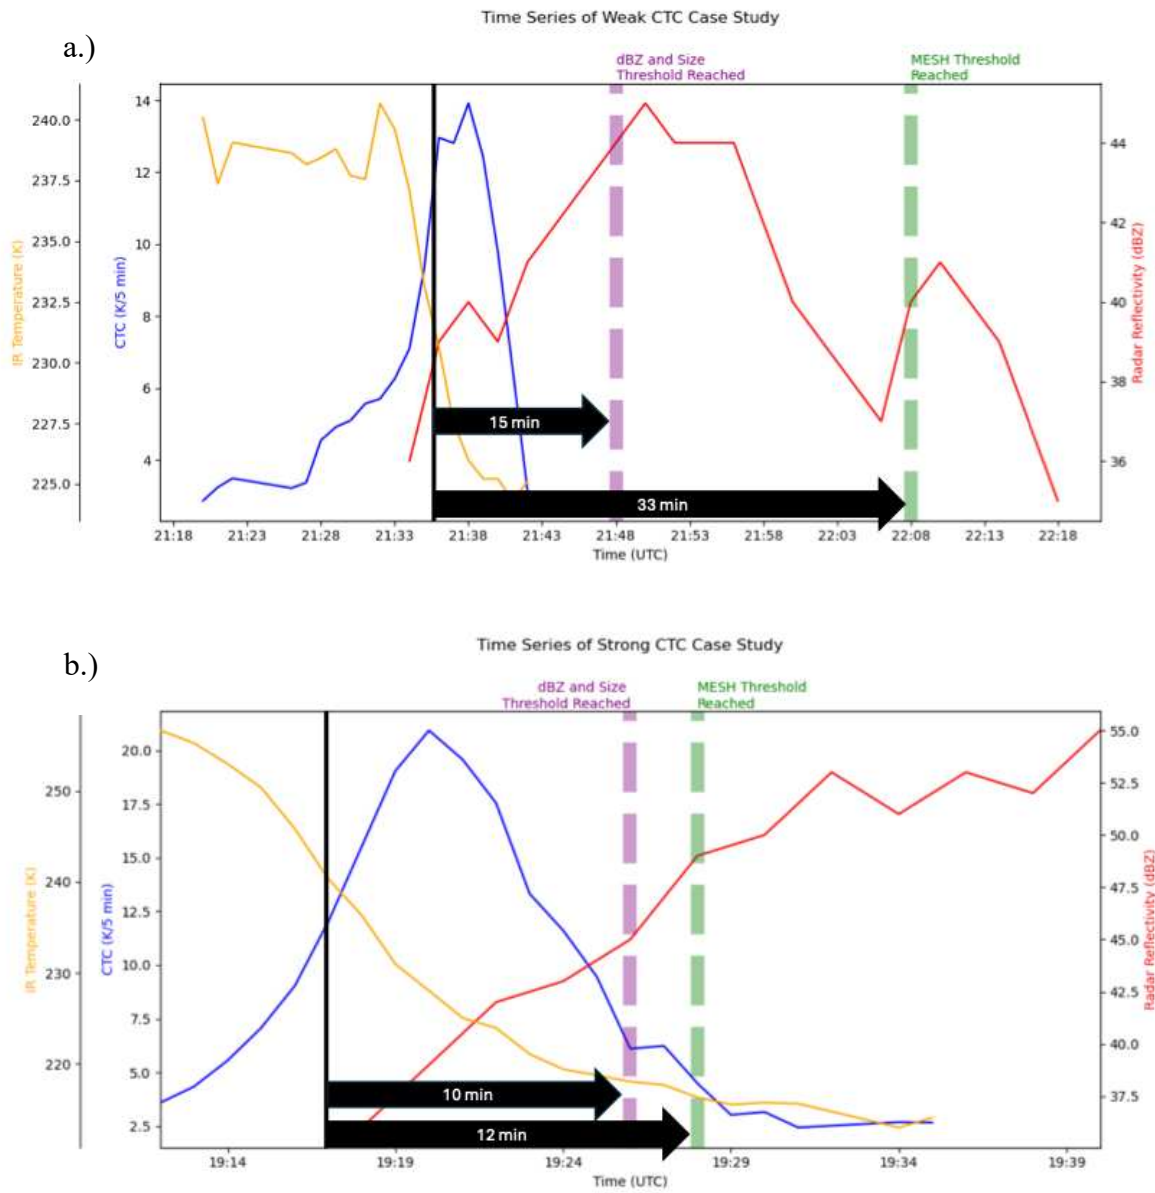 Time Series of Weak CTC Case Study
a.)
dBZ and Size
Threshold Reached
MESH Threshold
Reached
IR Temperature (K)
240.0
237.5
235.0
232.5
230.0
227.5
225.0
CTC (K/5 min)
14
12
10
8
6
4
44
42
40
38
36
Radar Reflectivity (dBZ)
15 min
33 min
21:18 21:23 21:28 21:33 21:38 21:43 21:48 21:53 21:58 22:03 22:08 22:13 22:18
Time (UTC)
Time Series of Strong CTC Case Study
b.)
dBZ and Size
Threshold Reached
MESH Threshold
Reached
IR Temperature (K)
250
240
230
220
CTC (K/5 min)
20.0
17.5
15.0
12.5
10.0
7.5
5.0
2.5
55.0
52.5
50.0
47.5
45.0
42.5
40.0
37.5
Radar Reflectivity (dBZ)
10 min
12 min
19:14 19:19 19:24 19:29 19:34 19:39
Time (UTC)